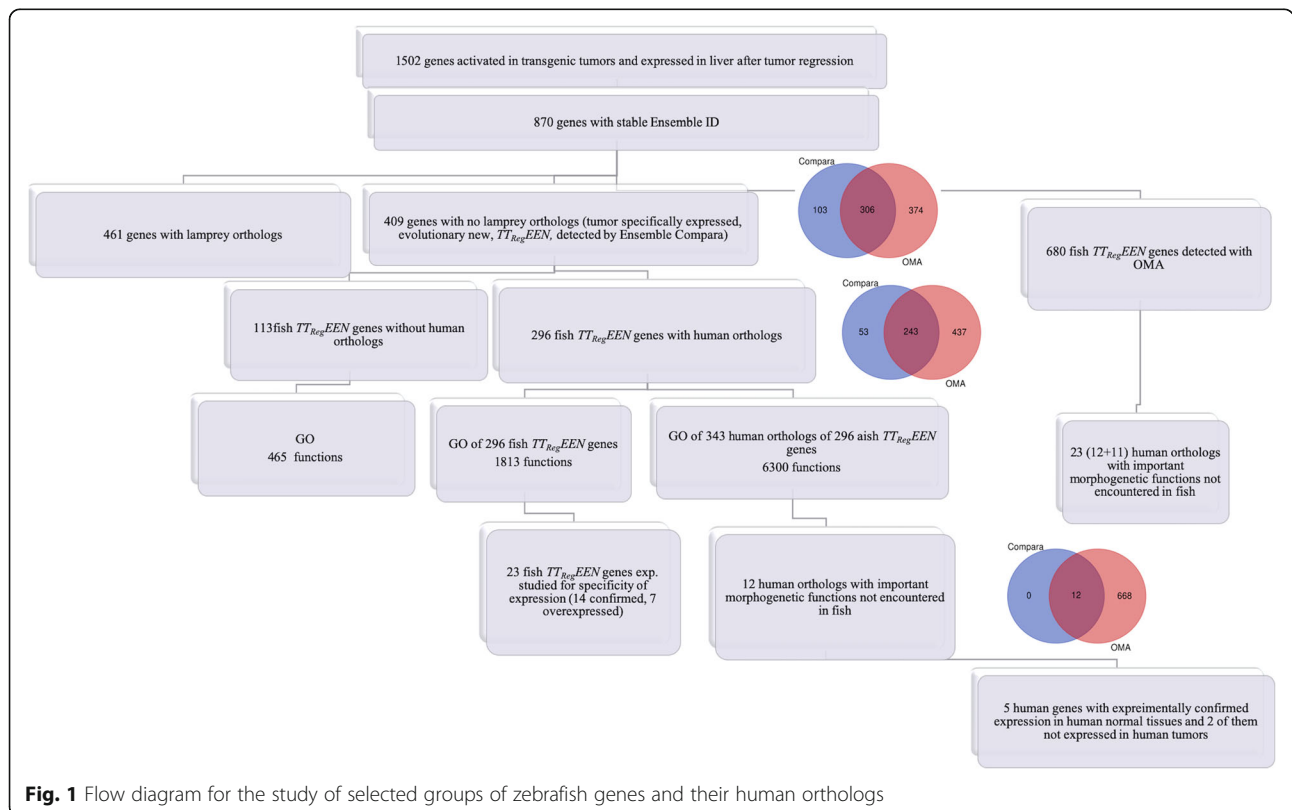 1502 genes activated in transgenic tumors and expressed in liver after tumor regression
870 genes with stable Ensemble ID
461 genes with lamprey orthologs
409 genes with no lamprey orthologs (tumor specifically expressed,
evolutionary new, TT_RegEEN, detected by Ensemble Compara)
Compara
103
306
374
OMA
680 fish TT_RegEEN genes detected with
OMA
113fish TT_RegEEN genes without human
orthologs
296 fish TT_RegEEN genes with human orthologs
Compara
53
243
437
OMA
GO
465 functions
GO of 296 fish TT_RegEEN genes
1813 functions
GO of 343 human orthologs of 296 aish TT_RegEEN
genes
6300 functions
23 (12+11) human orthologs
with important
morphogenetic functions not
encountered in fish
23 fish TT_RegEEN genes exp.
studied for specificity of
expression (14 confirmed, 7
overexpressed)
12 human orthologs with important
morphogenetic functions not encountered
in fish
Compara
0
12
668
OMA
5 human genes with expreimentally confirmed
expression in human normal tissues and 2 of them
not expressed in human tumors
Fig. 1 Flow diagram for the study of selected groups of zebrafish genes and their human orthologs